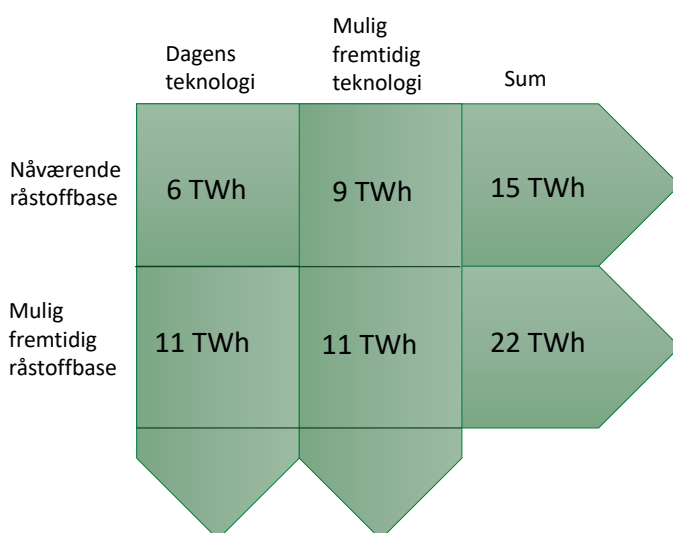 Dagens
teknologi
Mulig
fremtidig
teknologi
Sum
Nåværende
råstoffbase
6 TWh
9 TWh
15 TWh
Mulig
fremtidig
råstoffbase
11 TWh
11 TWh
22 TWh